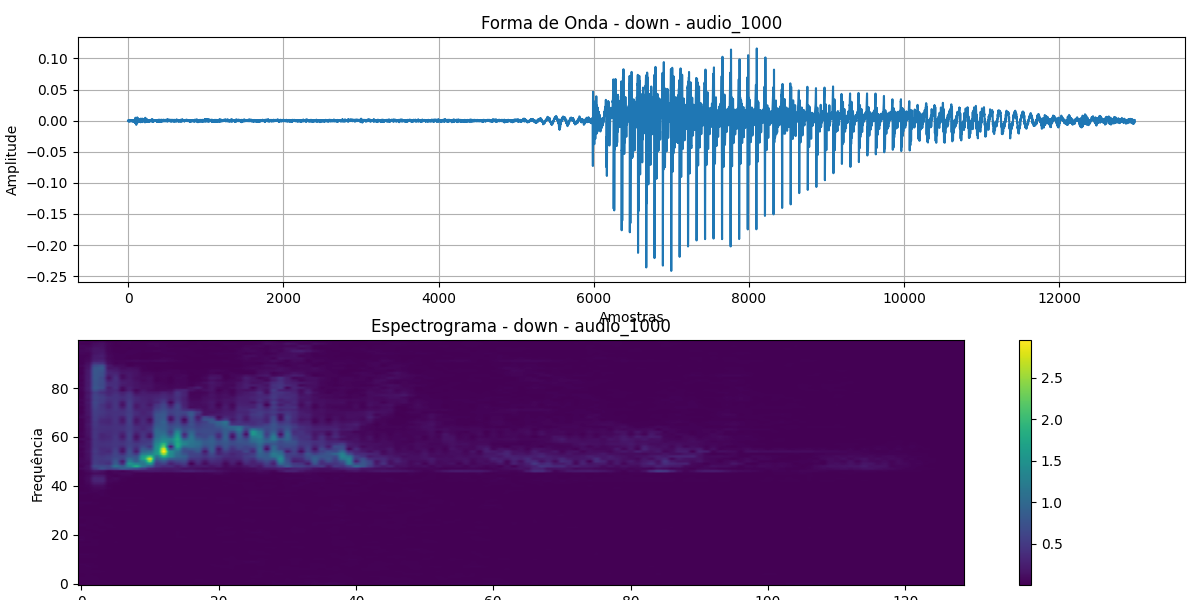 Forma de Onda - down - audio_1000
0.10
0.05
0.00
−0.05
−0.10
−0.15
−0.20
−0.25
Amplitude
0 2000 4000 6000 8000 10000 12000
Amostras
Espectrograma - down - audio_1000
80
60
40
20
0
Frequência
0 20 40 60 80 100 120
2.5
2.0
1.5
1.0
0.5